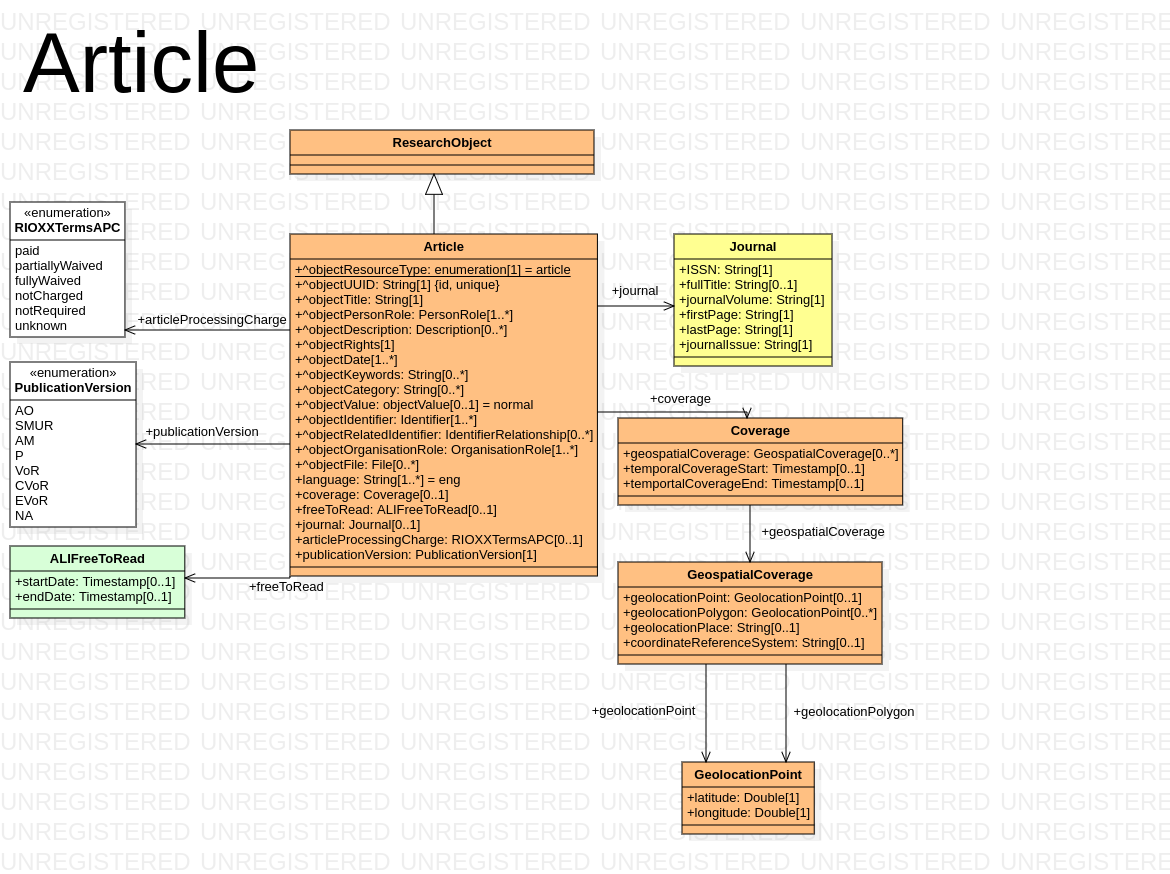 Article
ResearchObject
«enumeration»
RIOXXTermsAPC
paid
partiallyWaived
fullyWaived
notCharged
notRequired
unknown
+articleProcessingCharge
«enumeration»
PublicationVersion
AO
SMUR
AM
P
VoR
CVoR
EVoR
NA
+publicationVersion
ALIFreeToRead
+startDate: Timestamp[0..1]
+endDate: Timestamp[0..1]
+freeToRead
Article
+^objectResourceType: enumeration[1] = article
+^objectUUID: String[1] {id, unique}
+^objectTitle: String[1]
+^objectPersonRole: PersonRole[1..*]
+^objectDescription: Description[0..*]
+^objectRights[1]
+^objectDate[1..*]
+^objectKeywords: String[0..*]
+^objectCategory: String[0..*]
+^objectValue: objectValue[0..1] = normal
+^objectIdentifier: Identifier[1..*]
+^objectRelatedIdentifier: IdentifierRelationship[0..*]
+^objectOrganisationRole: OrganisationRole[1..*]
+^objectFile: File[0..*]
+language: String[1..*] = eng
+coverage: Coverage[0..1]
+freeToRead: ALIFreeToRead[0..1]
+journal: Journal[0..1]
+articleProcessingCharge: RIOXXTermsAPC[0..1]
+publicationVersion: PublicationVersion[1]
+journal
Journal
+ISSN: String[1]
+fullTitle: String[0..1]
+journalVolume: String[1]
+firstPage: String[1]
+lastPage: String[1]
+journalIssue: String[1]
+coverage
Coverage
+geospatialCoverage: GeospatialCoverage[0..*]
+temporalCoverageStart: Timestamp[0..1]
+temportalCoverageEnd: Timestamp[0..1]
+geospatialCoverage
GeospatialCoverage
+geolocationPoint: GeolocationPoint[0..1]
+geolocationPolygon: GeolocationPoint[0..*]
+geolocationPlace: String[0..1]
+coordinateReferenceSystem: String[0..1]
+geolocationPoint
+geolocationPolygon
GeolocationPoint
+latitude: Double[1]
+longitude: Double[1]
UNREGISTERED